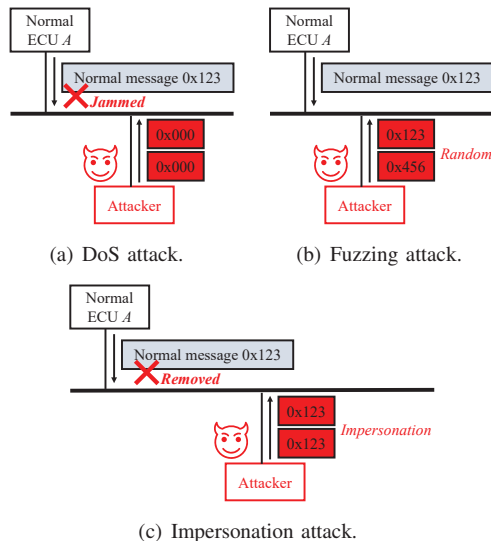 Normal
ECU A
Normal message 0x123
Jammed
0x000
0x000
Attacker
(a) DoS attack.
Normal
ECU A
Normal message 0x123
0x123
Random
0x456
Attacker
(b) Fuzzing attack.
Normal
ECU A
Normal message 0x123
Removed
0x123
Impersonation
0x123
Attacker
(c) Impersonation attack.